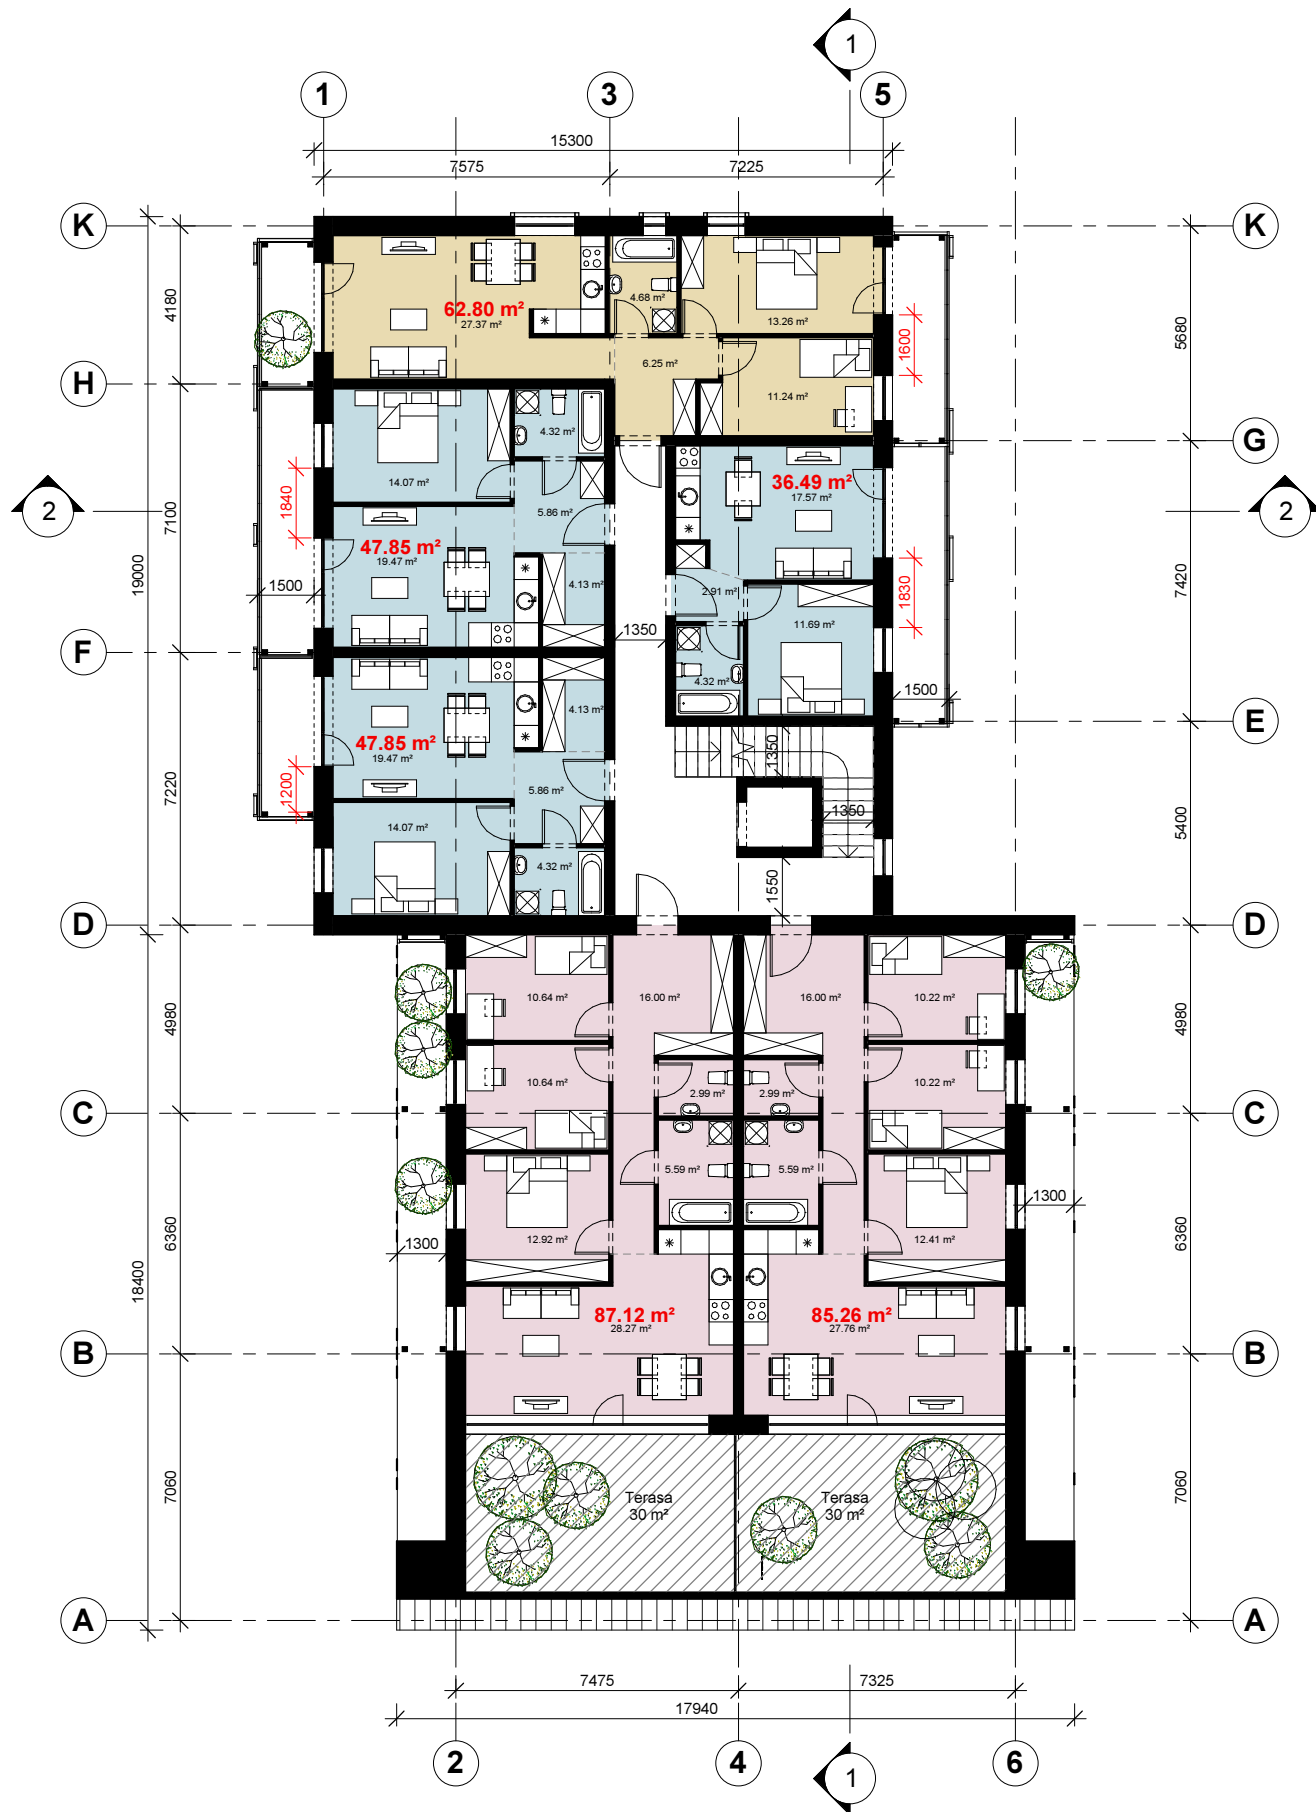 1
1
3
5
15300
7575
7225
K
K
4180
5680
62.80 m²
27.37 m²
4.68 m²
13.26 m²
1600
6.25 m²
11.24 m²
H
G
4.32 m²
14.07 m²
36.49 m²
17.57 m²
1840
2
7100
5.86 m²
2
47.85 m²
19.47 m²
19000
1500
4.13 m²
2.91 m²
1830
7420
11.69 m²
1350
F
4.32 m²
1500
4.13 m²
E
47.85 m²
19.47 m²
1350
1200
7220
5.86 m²
14.07 m²
1350
5400
4.32 m²
1550
D
D
10.64 m²
16.00 m²
16.00 m²
10.22 m²
4980
4980
10.64 m²
10.22 m²
2.99 m²
2.99 m²
C
C
5.59 m²
5.59 m²
1300
6360
12.92 m²
12.41 m²
6360
1300
18400
87.12 m²
28.27 m²
85.26 m²
27.76 m²
B
B
7060
7060
Terasa
30 m²
Terasa
30 m²
A
A
7475
7325
17940
2
4
6
1